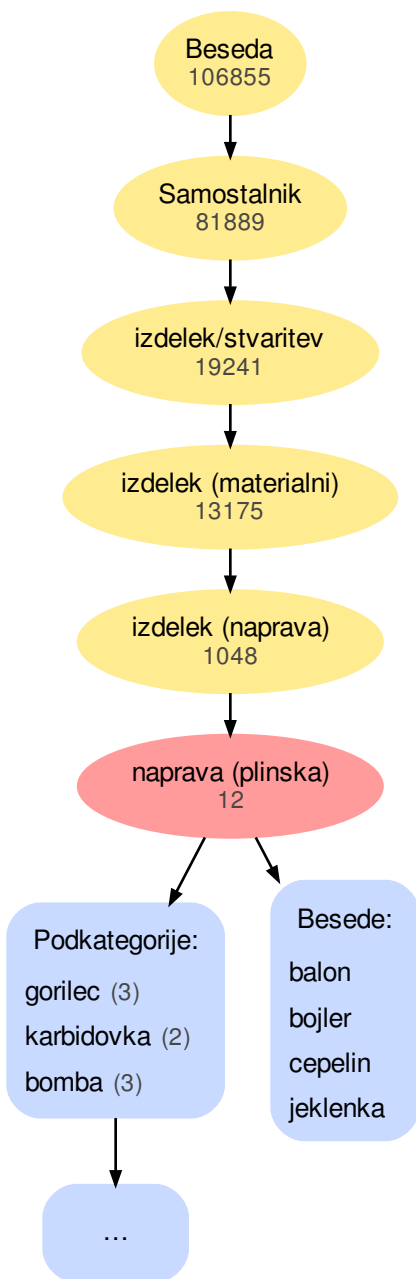 Beseda
106855
Samostalnik
81889
izdelek/stvaritev
19241
izdelek (materialni)
13175
izdelek (naprava)
1048
naprava (plinska)
12
Podkategorije:
gorilec (3)
karbidovka (2)
bomba (3)
Besede:
balon
bojler
cepelin
jeklenka
…